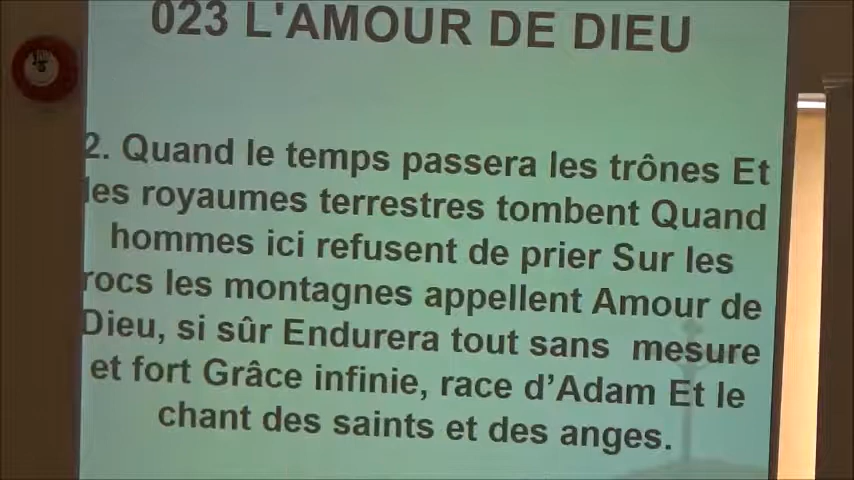 023 L'AMOUR DE DIEU
2. Quand le temps passera les trônes Et
les royaumes terrestres tombent Quand
hommes ici refusent de prier Sur les
rocs les montagnes appellent Amour de
Dieu, si sûr Endurera tout sans mesure
et fort Grâce infinie, race d’Adam Et le
chant des saints et des anges.